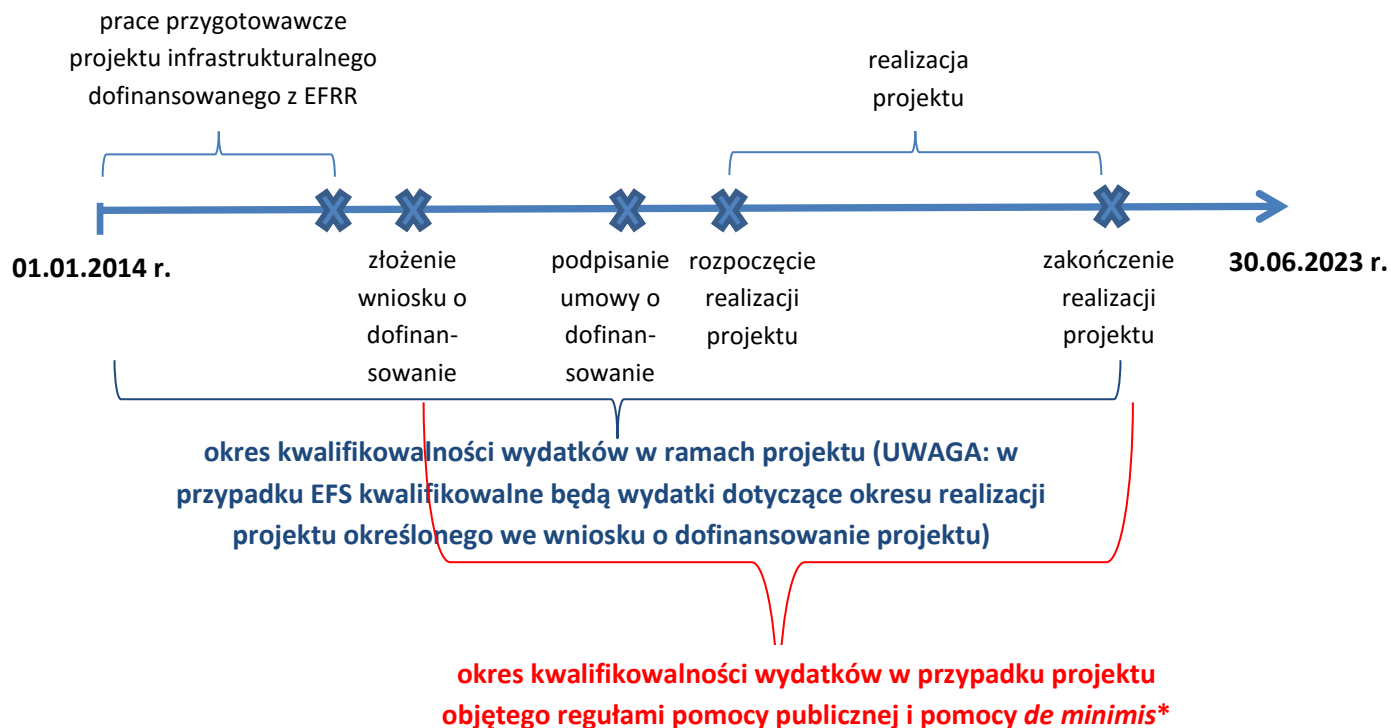 prace przygotowawcze
projektu infrastrukturalnego
dofinansowanego z EFRR
realizacja
projektu
01.01.2014 r.
złożenie
wniosku o
dofinan-
sowanie
podpisanie
umowy o
dofinan-
sowanie
rozpoczęcie
realizacji
projektu
zakończenie
realizacji
projektu
30.06.2023 r.
okres kwalifikowalności wydatków w ramach projektu (UWAGA: w
przypadku EFS kwalifikowalne będą wydatki dotyczące okresu realizacji
projektu określonego we wniosku o dofinansowanie projektu)
okres kwalifikowalności wydatków w przypadku projektu
objętego regułami pomocy publicznej i pomocy de minimis*